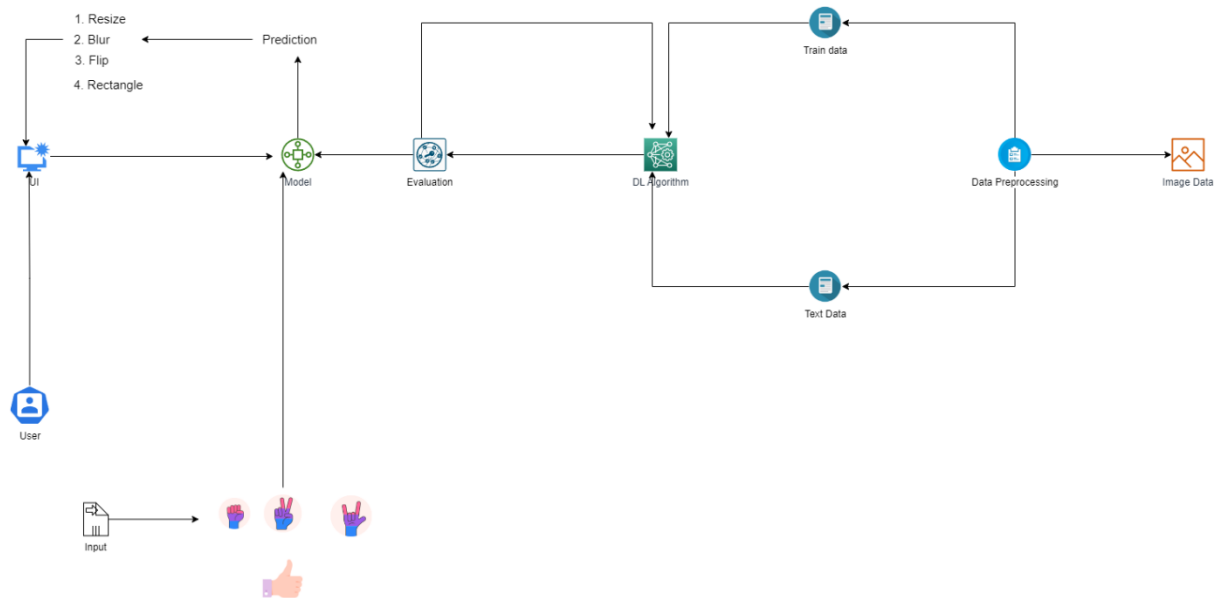 1. Resize
2. Blur
3. Flip
4. Rectangle
Prediction
Train data
UI
Model
Evaluation
DL Algorithm
Data Preprocessing
Image Data
Text Data
User
Input